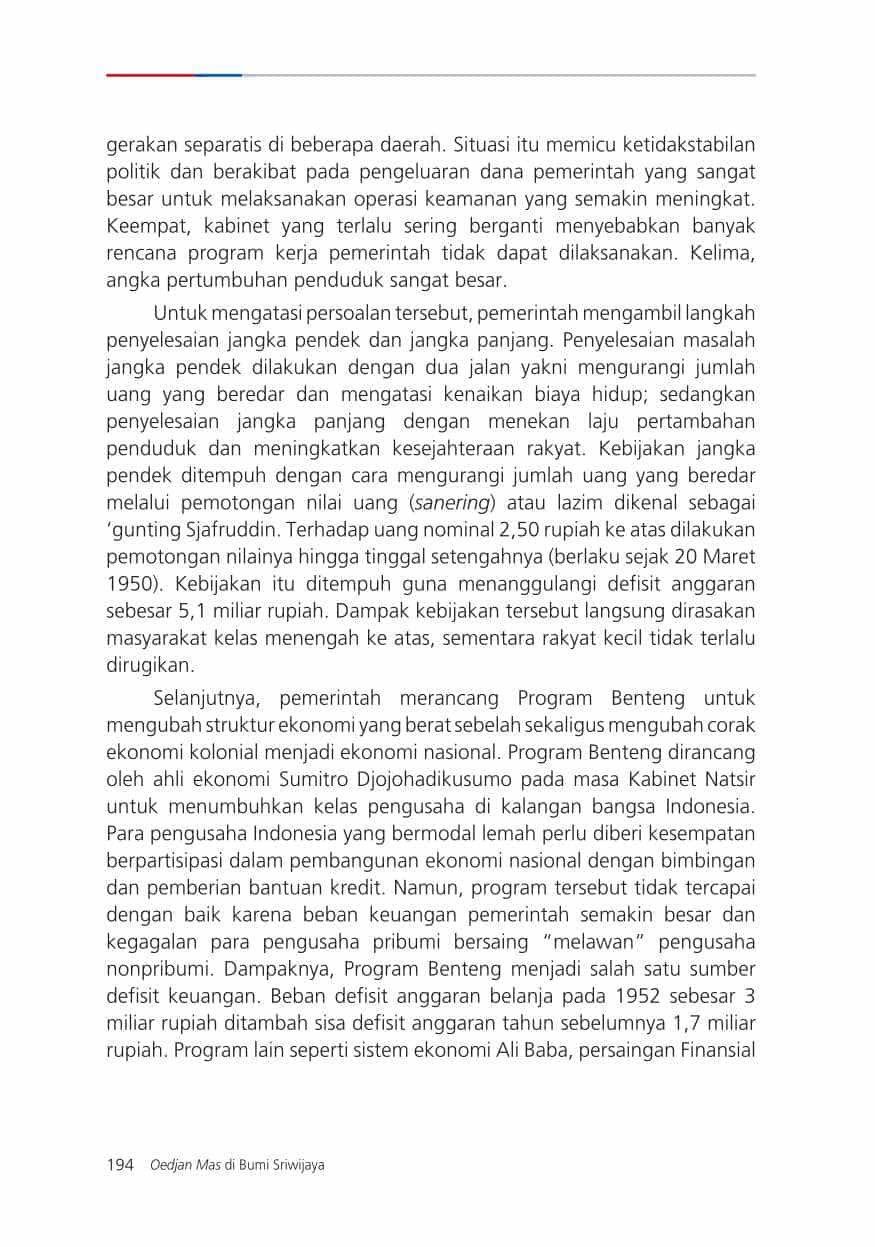 gerakan separatis di beberapa daerah. Situasi itu memicu ketidakstabilan
politik dan berakibat pada pengeluaran dana pemerintah yang sangat
besar untuk melaksanakan operasi keamanan yang semakin meningkat.
Keempat, kabinet yang terlalu sering berganti menyebabkan banyak
rencana program kerja pemerintah tidak dapat dilaksanakan. Kelima,
angka pertumbuhan penduduk sangat besar.
Untuk mengatasi persoalan tersebut, pemerintah mengambil langkah
penyelesaian jangka pendek dan jangka panjang. Penyelesaian masalah
jangka pendek dilakukan dengan dua jalan yakni mengurangi jumlah
uang yang beredar dan mengatasi kenaikan biaya hidup; sedangkan
penyelesaian jangka panjang dengan menekan laju pertambahan
penduduk dan meningkatkan kesejahteraan rakyat. Kebijakan jangka
pendek ditempuh dengan cara mengurangi jumlah uang yang beredar
melalui pemotongan nilai uang (sanering) atau lazim dikenal sebagai
‘gunting Sjafruddin. Terhadap uang nominal 2,50 rupiah ke atas dilakukan
pemotongan nilainya hingga tinggal setengahnya (berlaku sejak 20 Maret
1950). Kebijakan itu ditempuh guna menanggulangi defisit anggaran
sebesar 5,1 miliar rupiah. Dampak kebijakan tersebut langsung dirasakan
masyarakat kelas menengah ke atas, sementara rakyat kecil tidak terlalu
dirugikan.
Selanjutnya, pemerintah merancang Program Benteng untuk
mengubah struktur ekonomi yang berat sebelah sekaligus mengubah corak
ekonomi kolonial menjadi ekonomi nasional. Program Benteng dirancang
oleh ahli ekonomi Sumitro Djojohadikusumo pada masa Kabinet Natsir
untuk menumbuhkan kelas pengusaha di kalangan bangsa Indonesia.
Para pengusaha Indonesia yang bermodal lemah perlu diberi kesempatan
berpartisipasi dalam pembangunan ekonomi nasional dengan bimbingan
dan pemberian bantuan kredit. Namun, program tersebut tidak tercapai
dengan baik karena beban keuangan pemerintah semakin besar dan
kegagalan para pengusaha pribumi bersaing “melawan” pengusaha
nonpribumi. Dampaknya, Program Benteng menjadi salah satu sumber
defisit keuangan. Beban defisit anggaran belanja pada 1952 sebesar 3
miliar rupiah ditambah sisa defisit anggaran tahun sebelumnya 1,7 miliar
rupiah. Program lain seperti sistem ekonomi Ali Baba, persaingan Finansial
194 Oedjan Mas di Bumi Sriwijaya